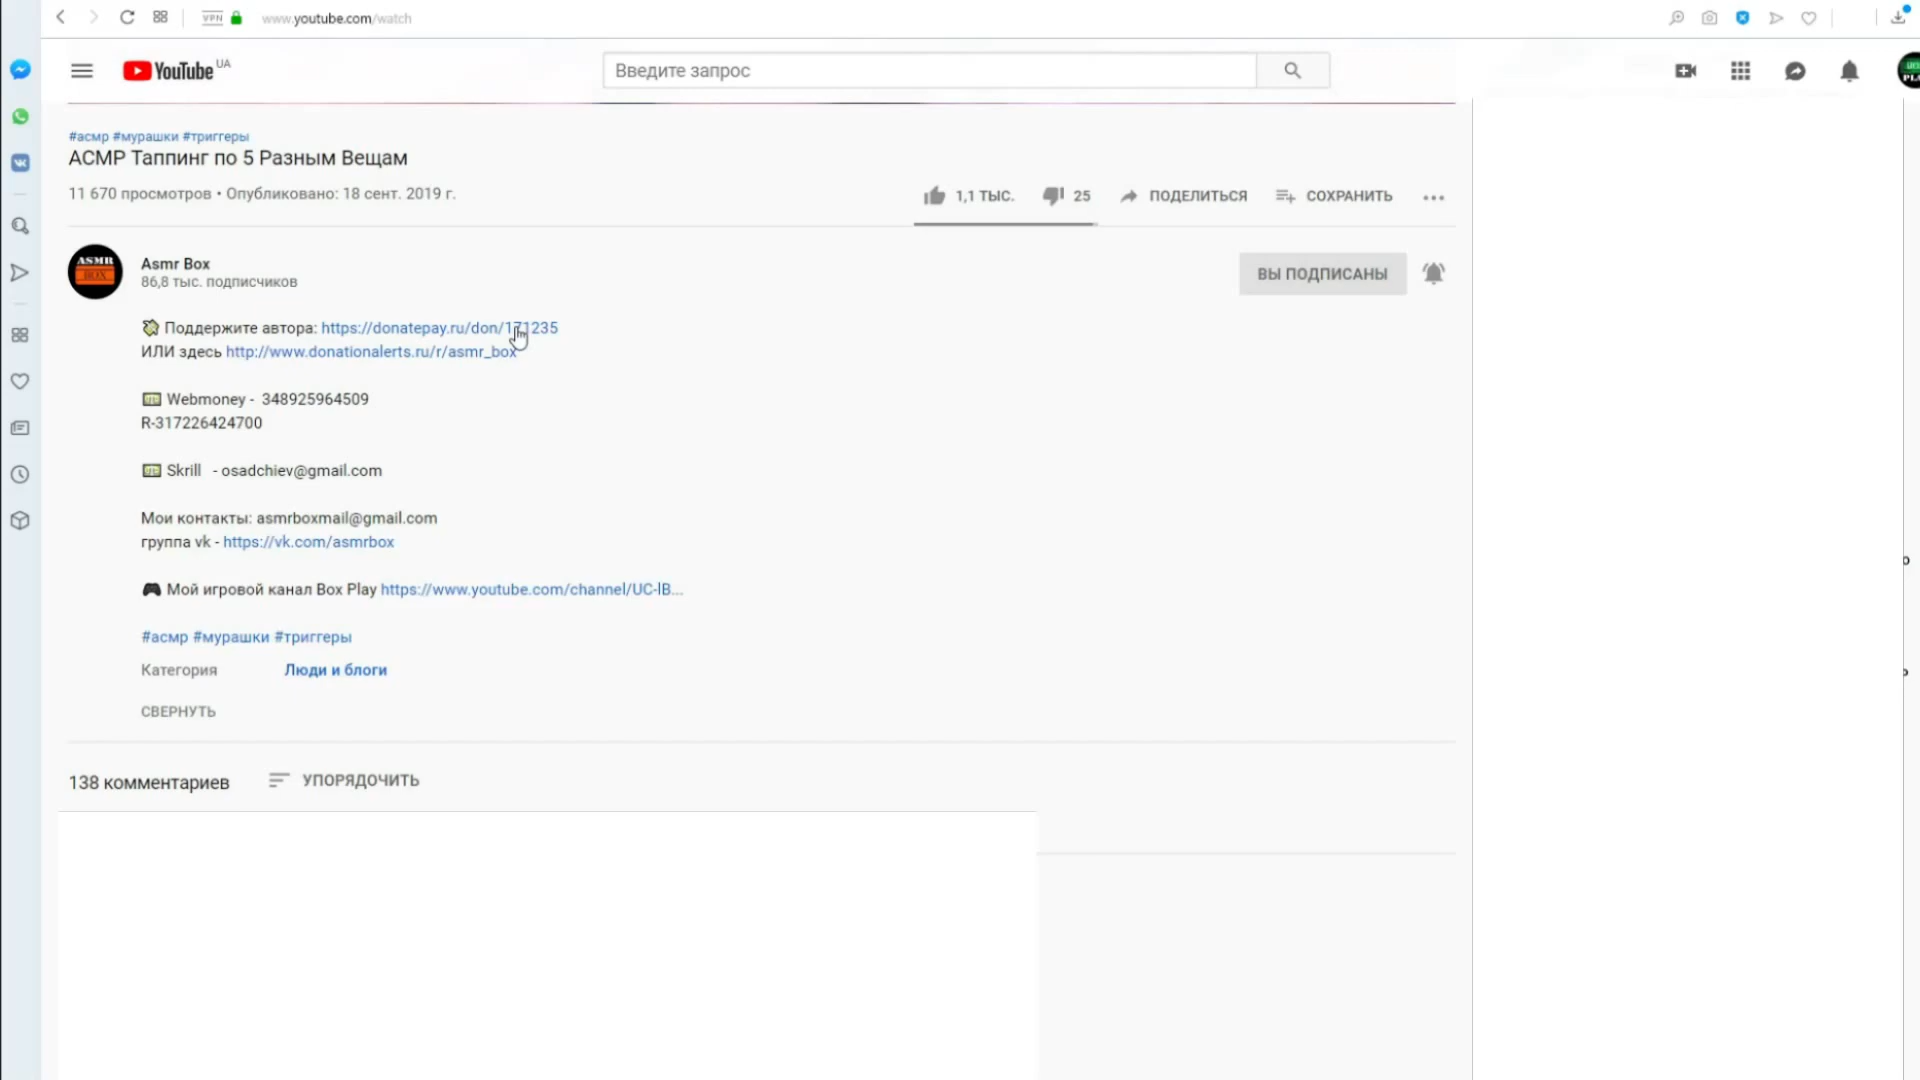 VPN www.youtube.com/watch
YouTube UA
Введите запрос
#асмр #мурашки #триггеры
АСМР Таппинг по 5 Разным Вещам
11 670 просмотров • Опубликовано: 18 сент. 2019 г.
1,1 ТЫС. 25 ПОДЕЛИТЬСЯ СОХРАНИТЬ
ASMR
BOX
Asmr Box
86,8 тыс. подписчиков
ВЫ ПОДПИСАНЫ
Поддержите автора: https://donatepay.ru/don/171235
ИЛИ здесь http://www.donationalerts.ru/r/asmr_box
Webmoney - 348925964509
R-317226424700
Skrill - osadchiev@gmail.com
Мои контакты: asmrboxmail@gmail.com
группа vk - https://vk.com/asmrbox
Мой игровой канал Box Play https://www.youtube.com/channel/UC-lB...
#асмр #мурашки #триггеры
Категория Люди и блоги
СВЕРНУТЬ
138 комментариев УПОРЯДОЧИТЬ